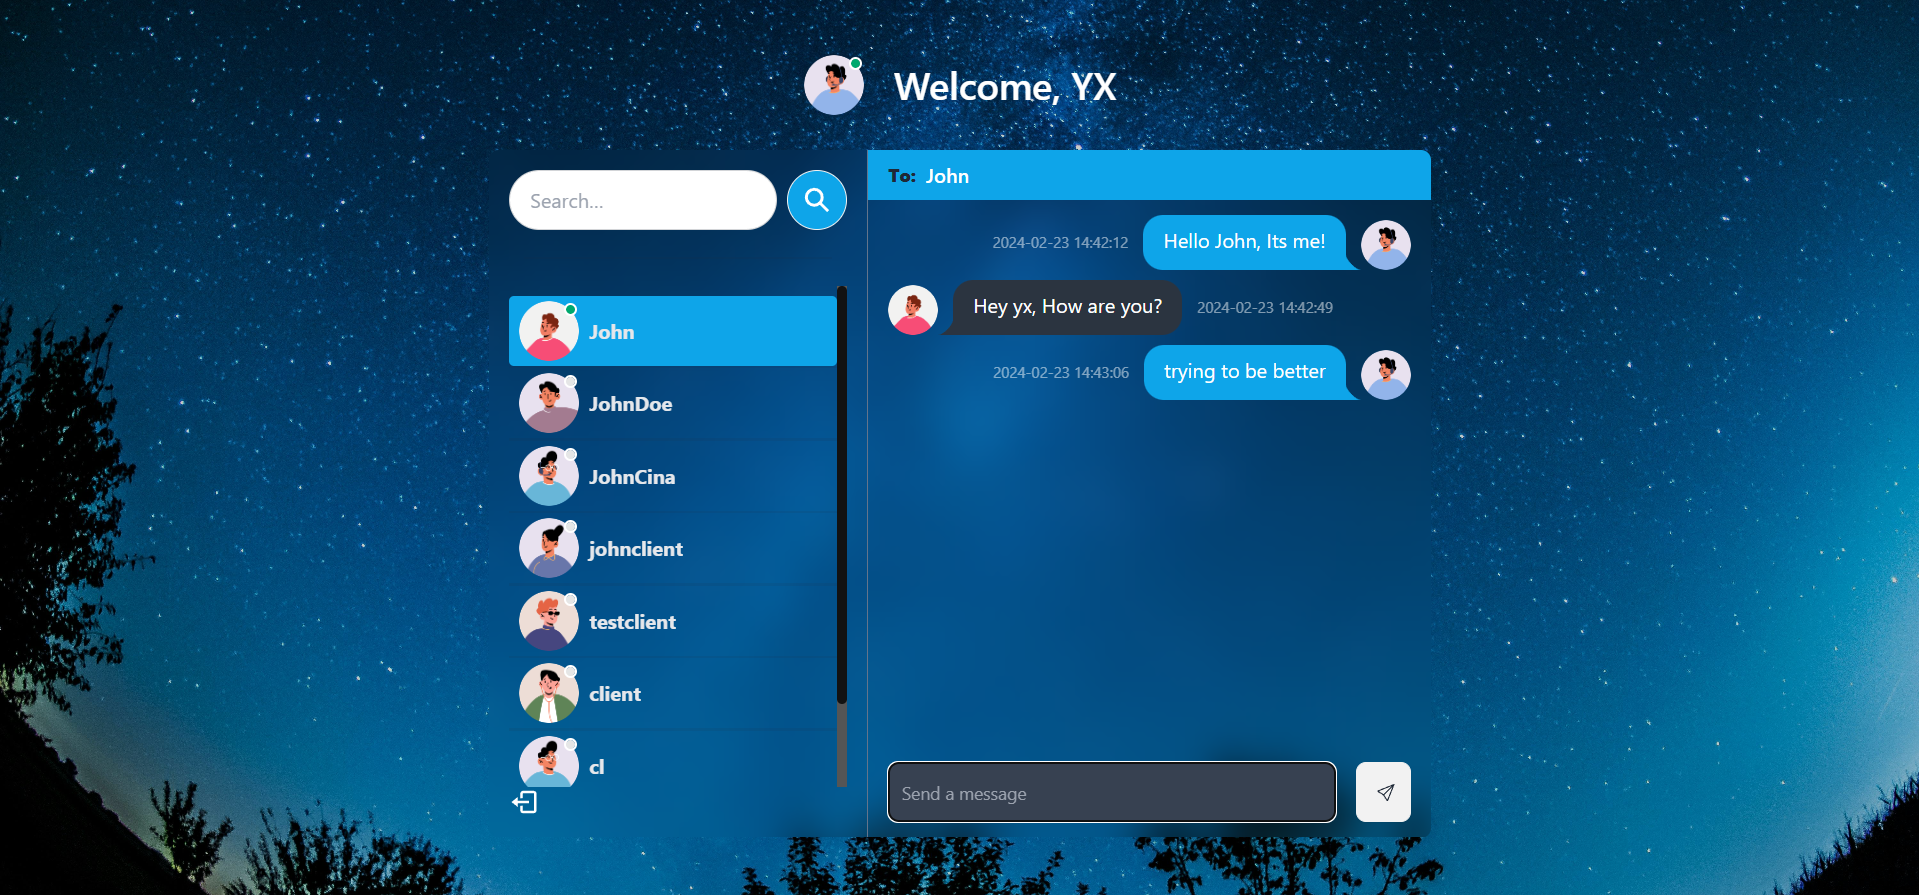 Welcome, YX
Search...
John
JohnDoe
JohnCina
johnclient
testclient
client
cl
To: John
2024-02-23 14:42:12 Hello John, Its me!
Hey yx, How are you? 2024-02-23 14:42:49
2024-02-23 14:43:06 trying to be better
Send a message